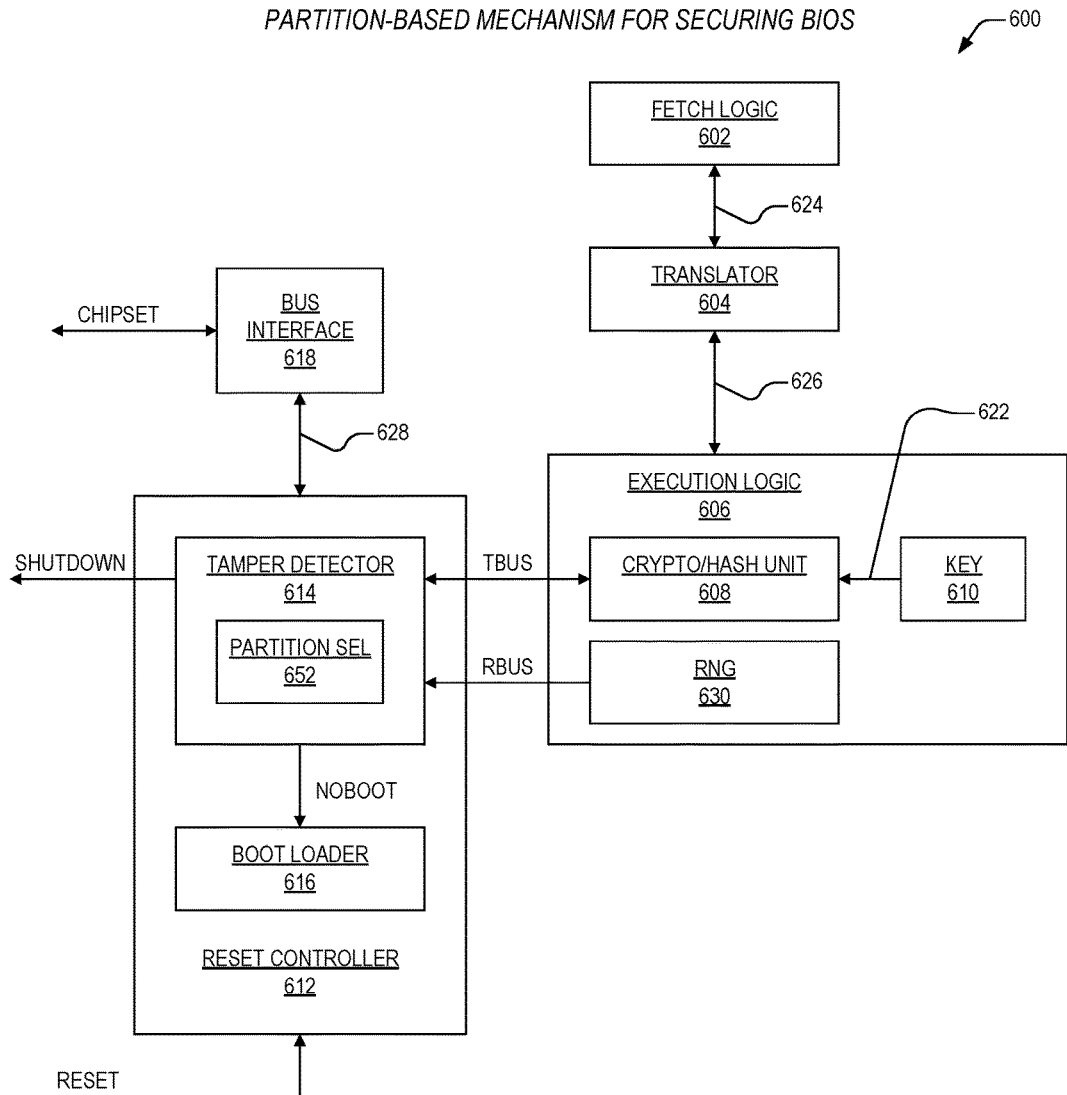 PARTITION-BASED MECHANISM FOR SECURING BIOS
600
FETCH LOGIC
602
624
TRANSLATOR
604
BUS
INTERFACE
618
CHIPSET
626
628
622
EXECUTION LOGIC
606
SHUTDOWN
TAMPER DETECTOR
614
TBUS
CRYPTO/HASH UNIT
608
KEY
610
PARTITION SEL
652
RBUS
RNG
630
NOBOOT
BOOT LOADER
616
RESET CONTROLLER
612
RESET